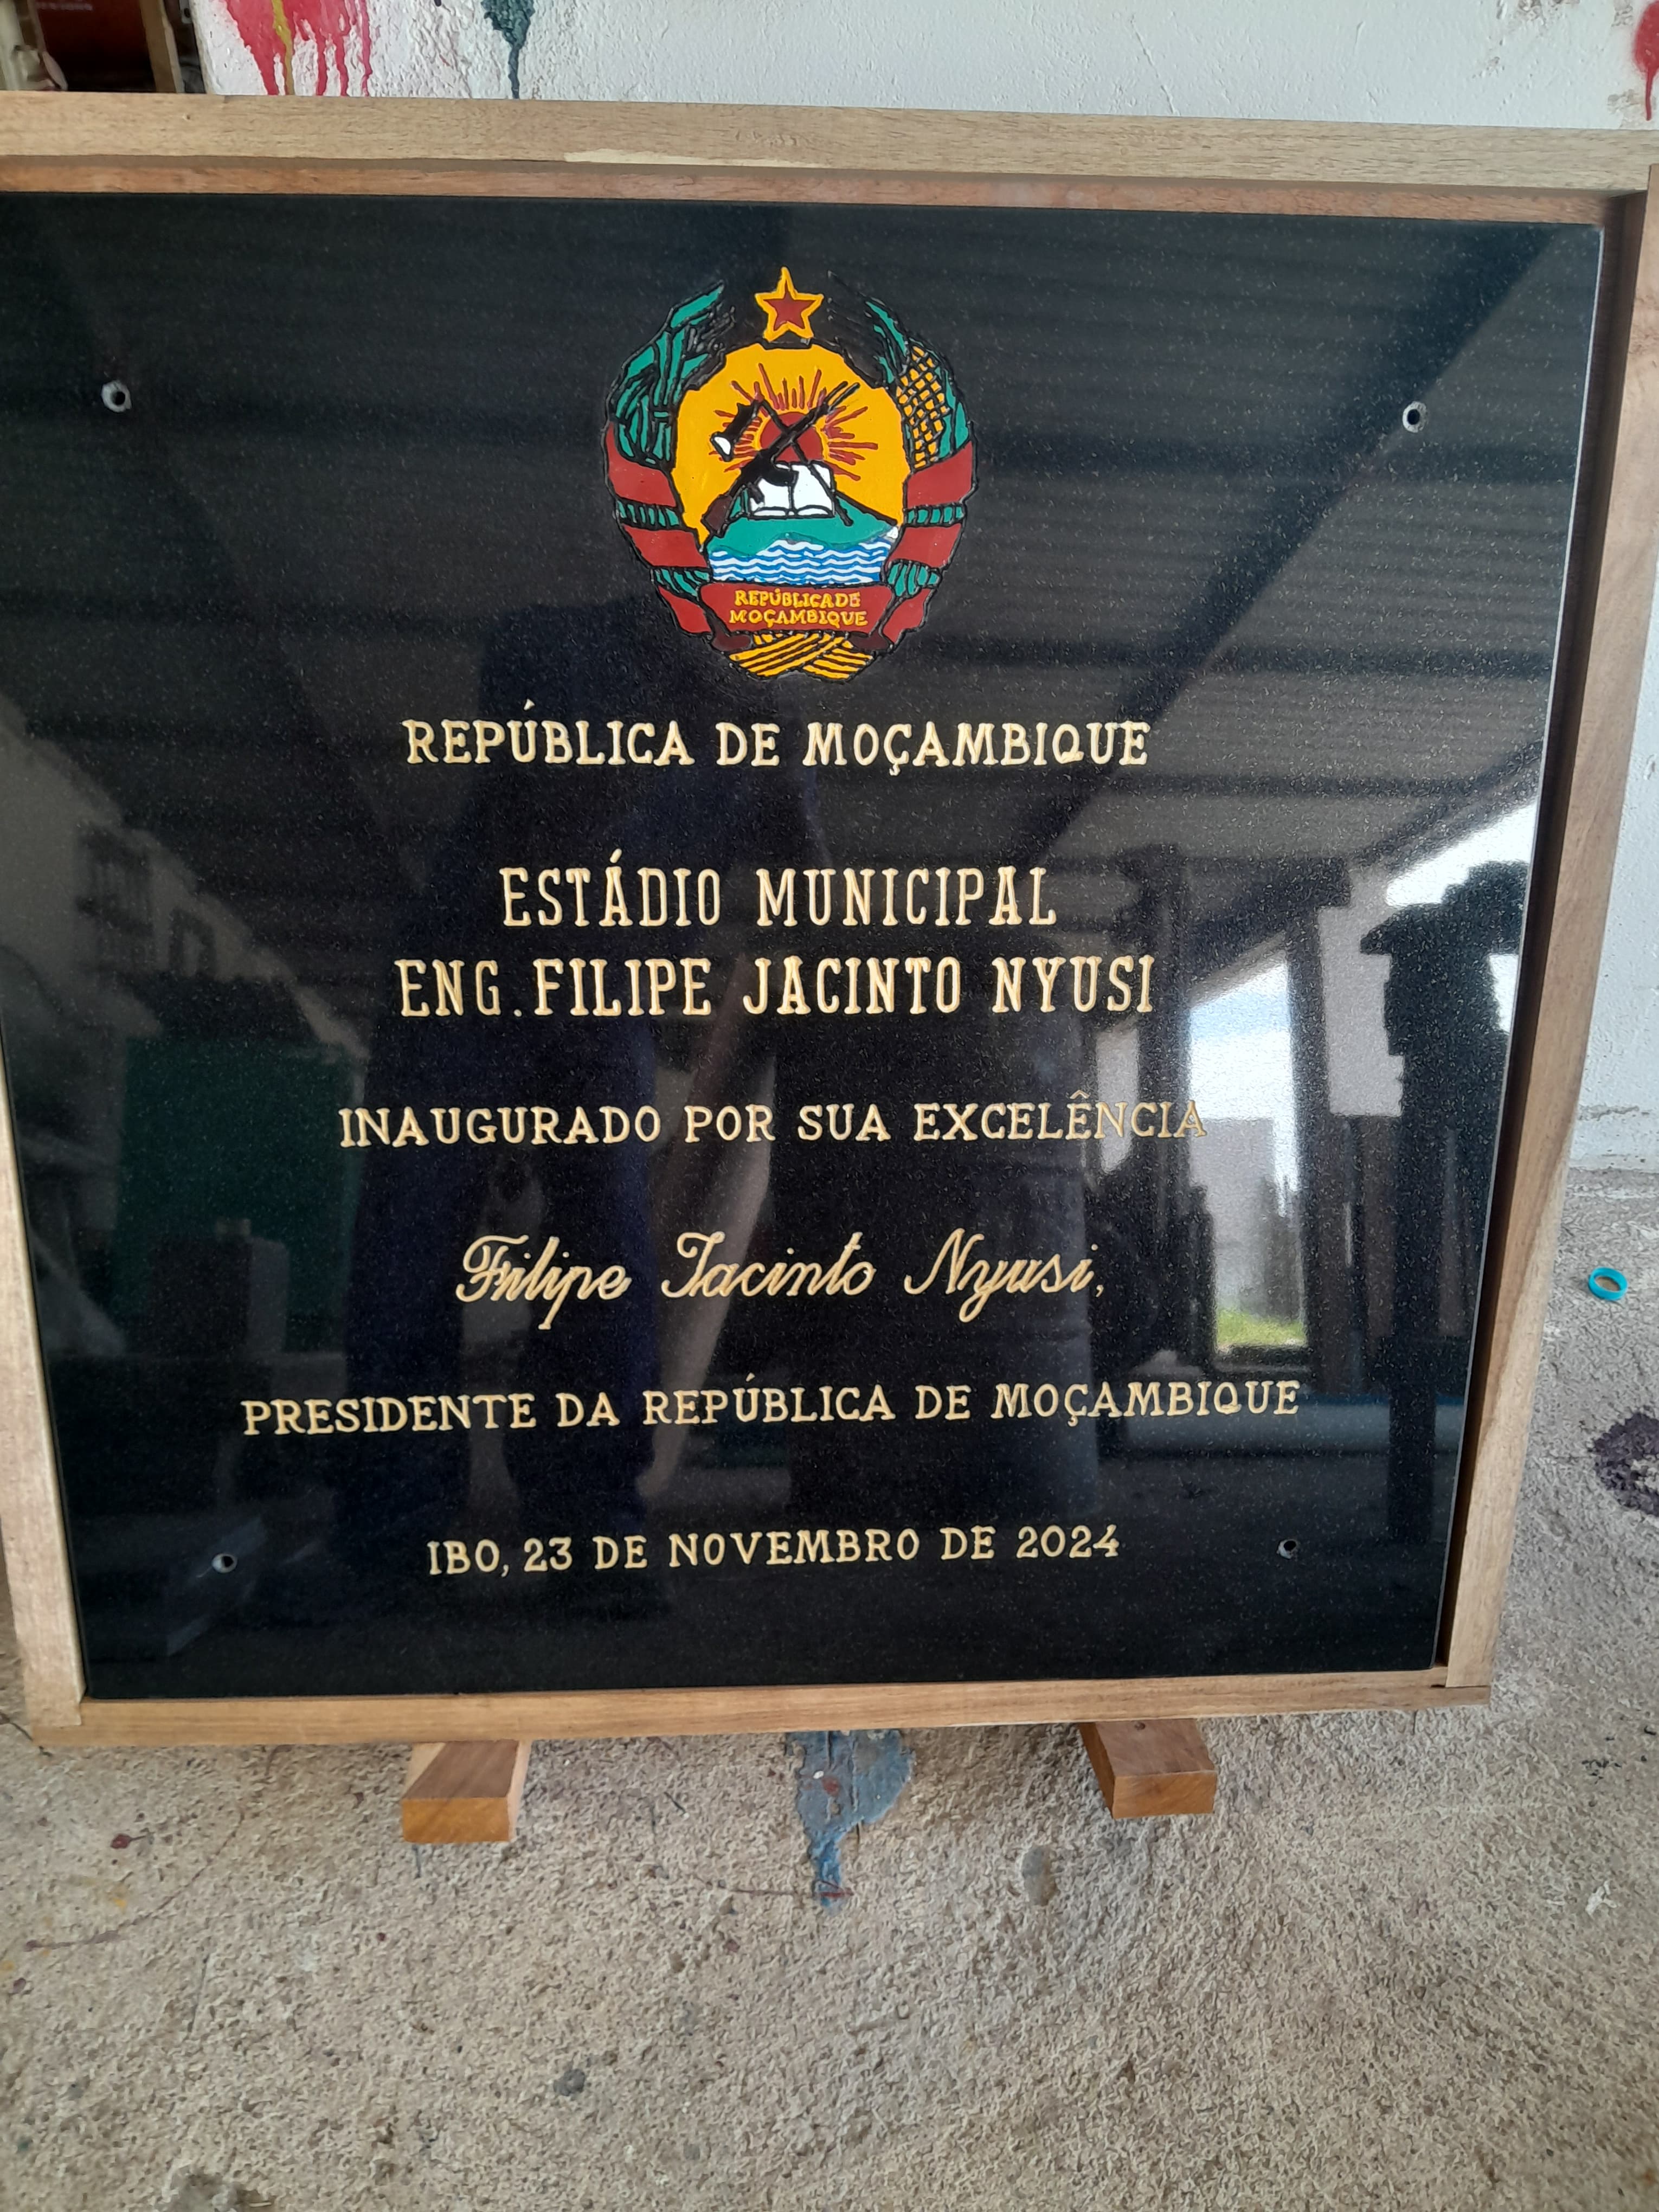 REPÚBLICA DE
MOÇAMBIQUE
REPÚBLICA DE MOÇAMBIQUE
ESTÁDIO MUNICIPAL
ENG. FILIPE JACINTO NYUSI
INAUGURADO POR SUA EXCELÊNCIA
Filipe Jacinto Nyusi,
PRESIDENTE DA REPÚBLICA DE MOÇAMBIQUE
IBO, 23 DE NOVEMBRO DE 2024